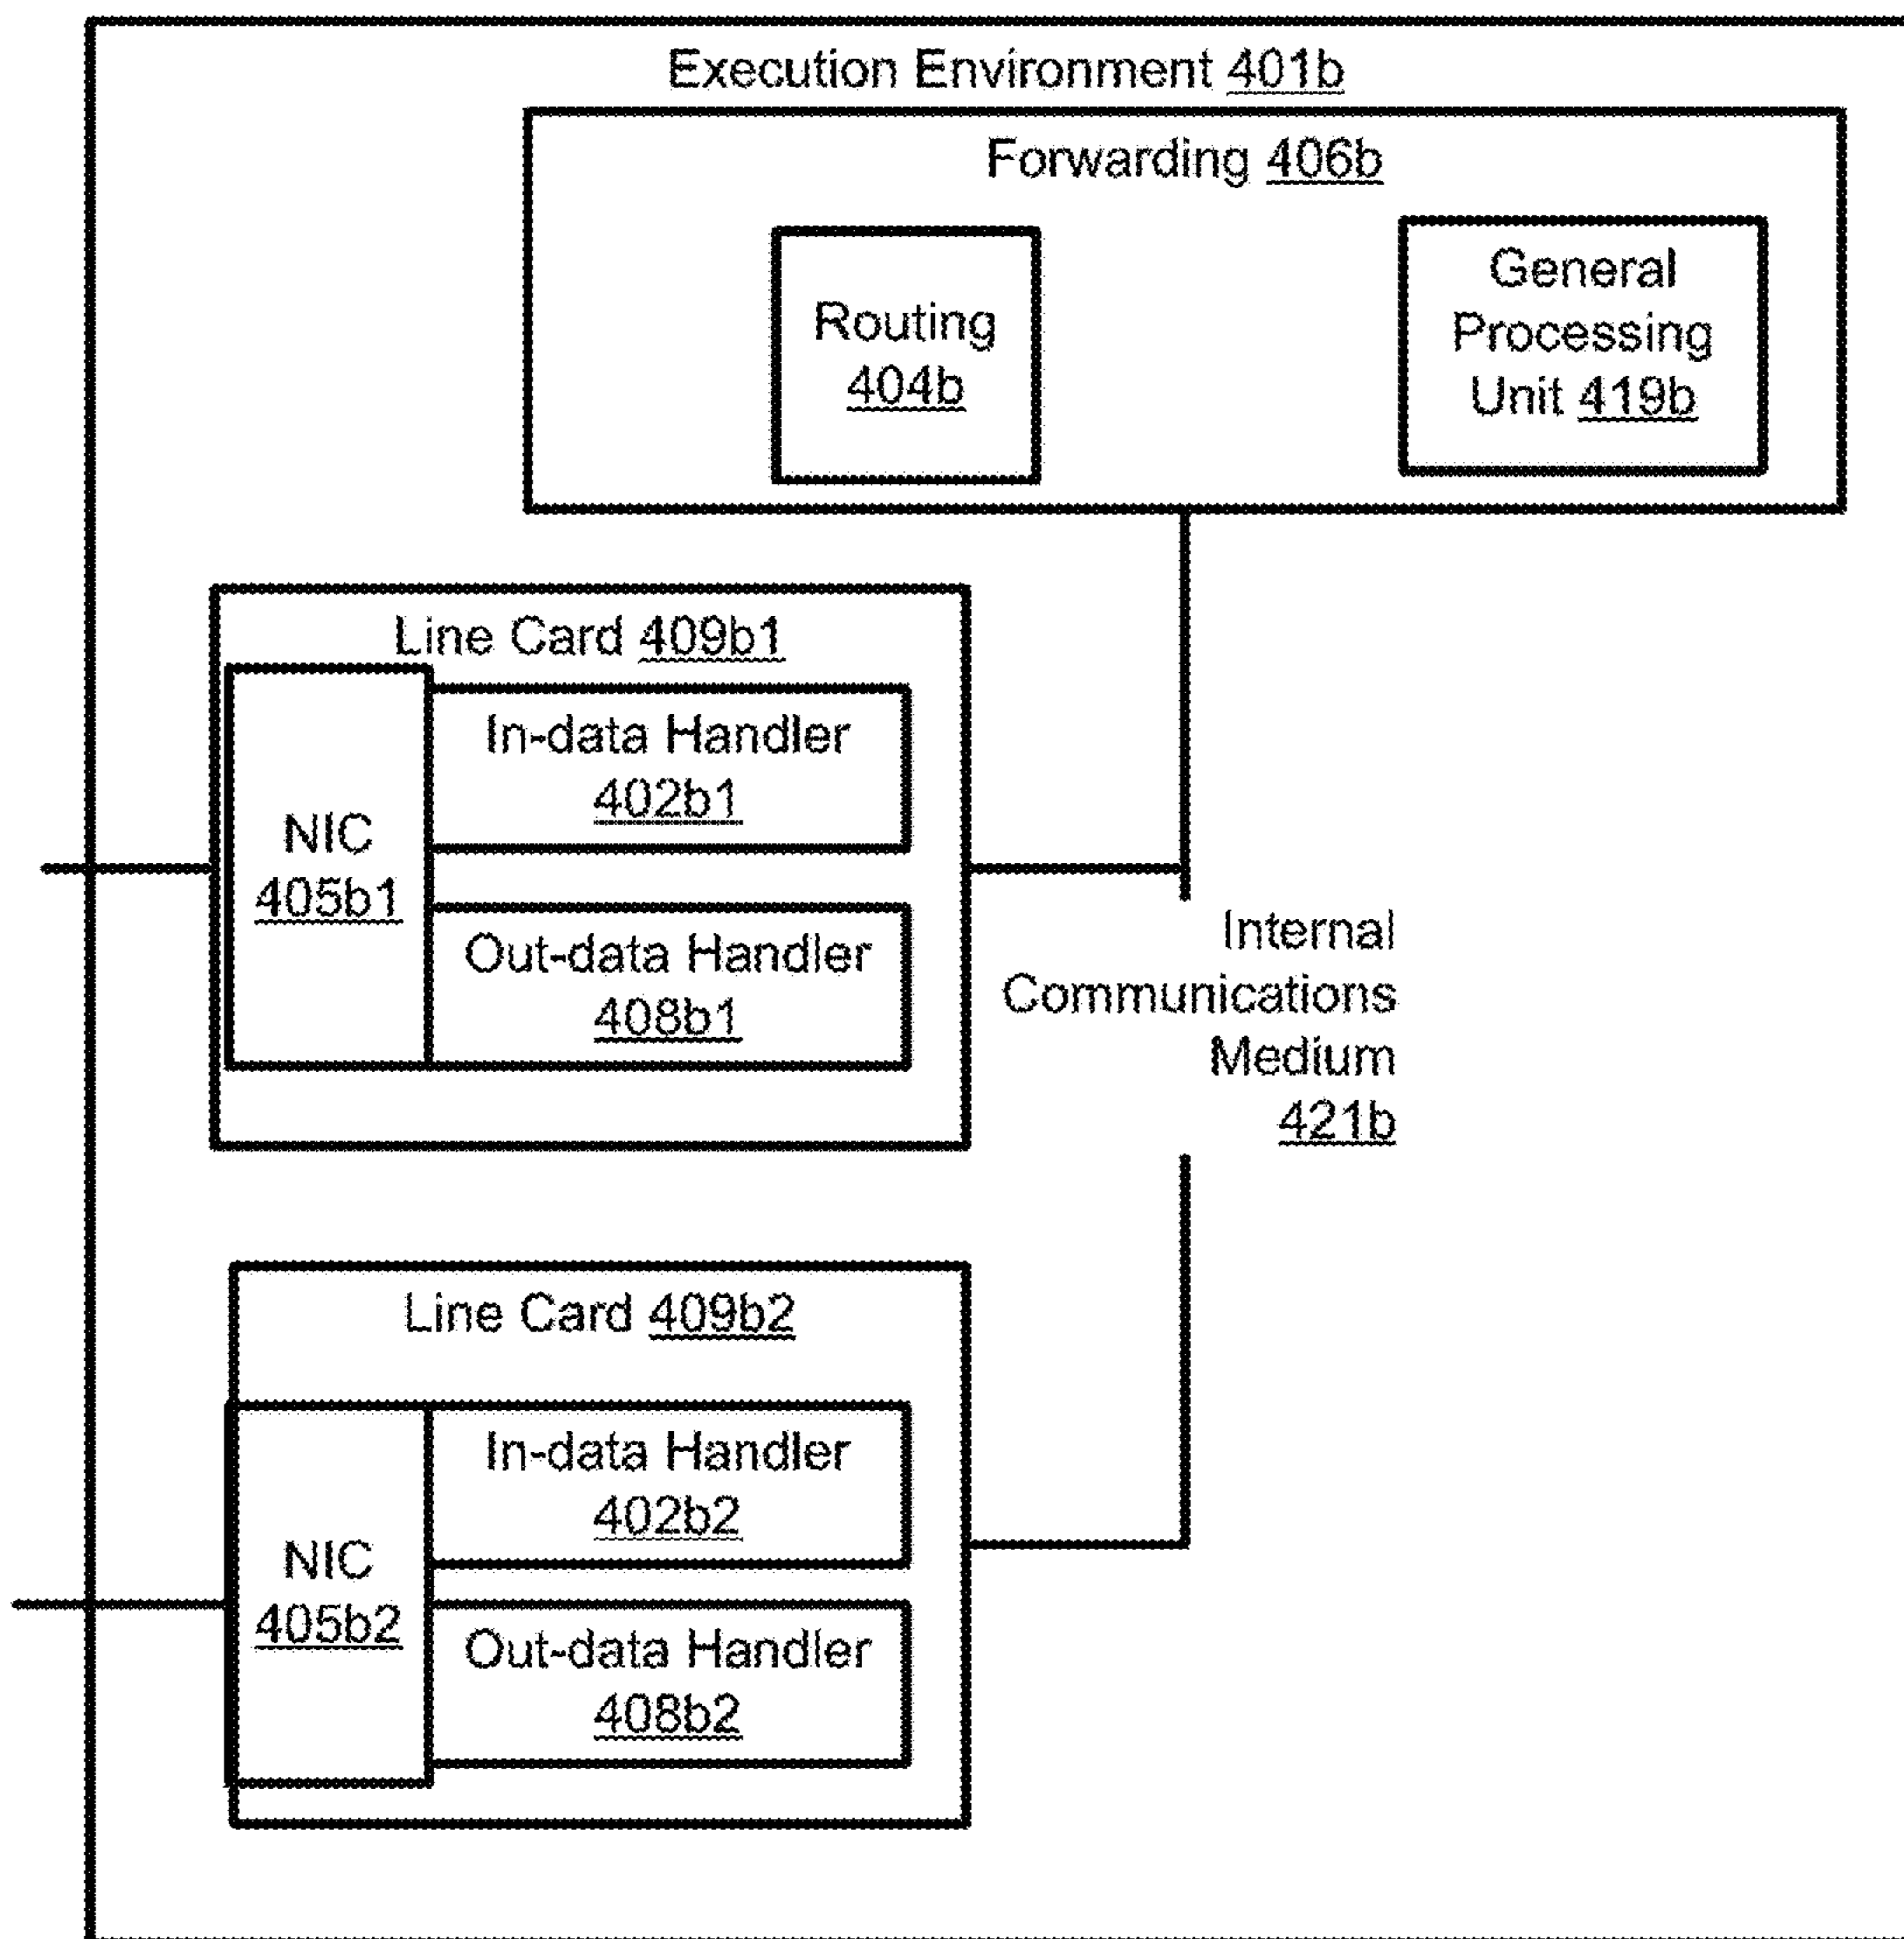 Execution Environment 401b
Forwarding 406b
Routing
404b
General
Processing
Unit 419b
Line Card 409b1
In-data Handler
402b1
NIC
405b1
Out-data Handler
408b1
Internal
Communications
Medium
421b
Line Card 409b2
In-data Handler
402b2
NIC
405b2
Out-data Handler
408b2